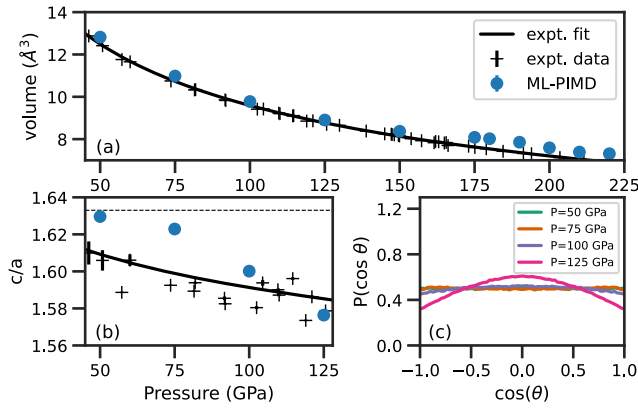 14
12
10
8
volume (Å³)
expt. fit
expt. data
ML-PIMD
(a)
50 75 100 125 150 175 200 225
1.64
1.62
1.60
1.58
1.56
c/a
(b)
50 75 100 125
Pressure (GPa)
1.2
0.6
0.0
P(cos θ)
P=50 GPa
P=75 GPa
P=100 GPa
P=125 GPa
(c)
−1.0 −0.5 0.0 0.5 1.0
cos(θ)